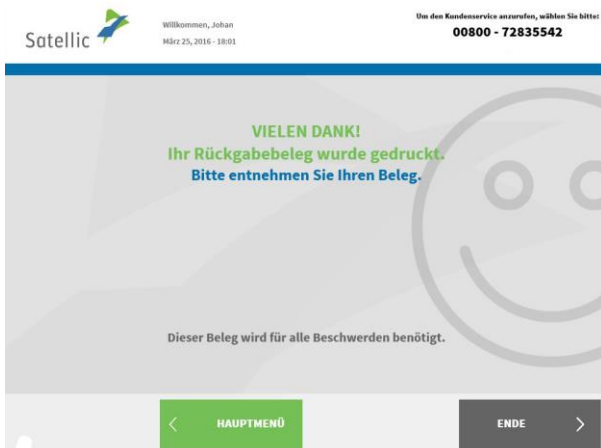 Satellic
Willkommen, Johan
März 25, 2016 - 18:01
Um den Kundenservice anzurufen, wählen Sie bitte:
00800 - 72835542
VIELEN DANK!
Ihr Rückgabebeleg wurde gedruckt.
Bitte entnehmen Sie Ihren Beleg.
Dieser Beleg wird für alle Beschwerden benötigt.
HAUPTMENÜ
ENDE